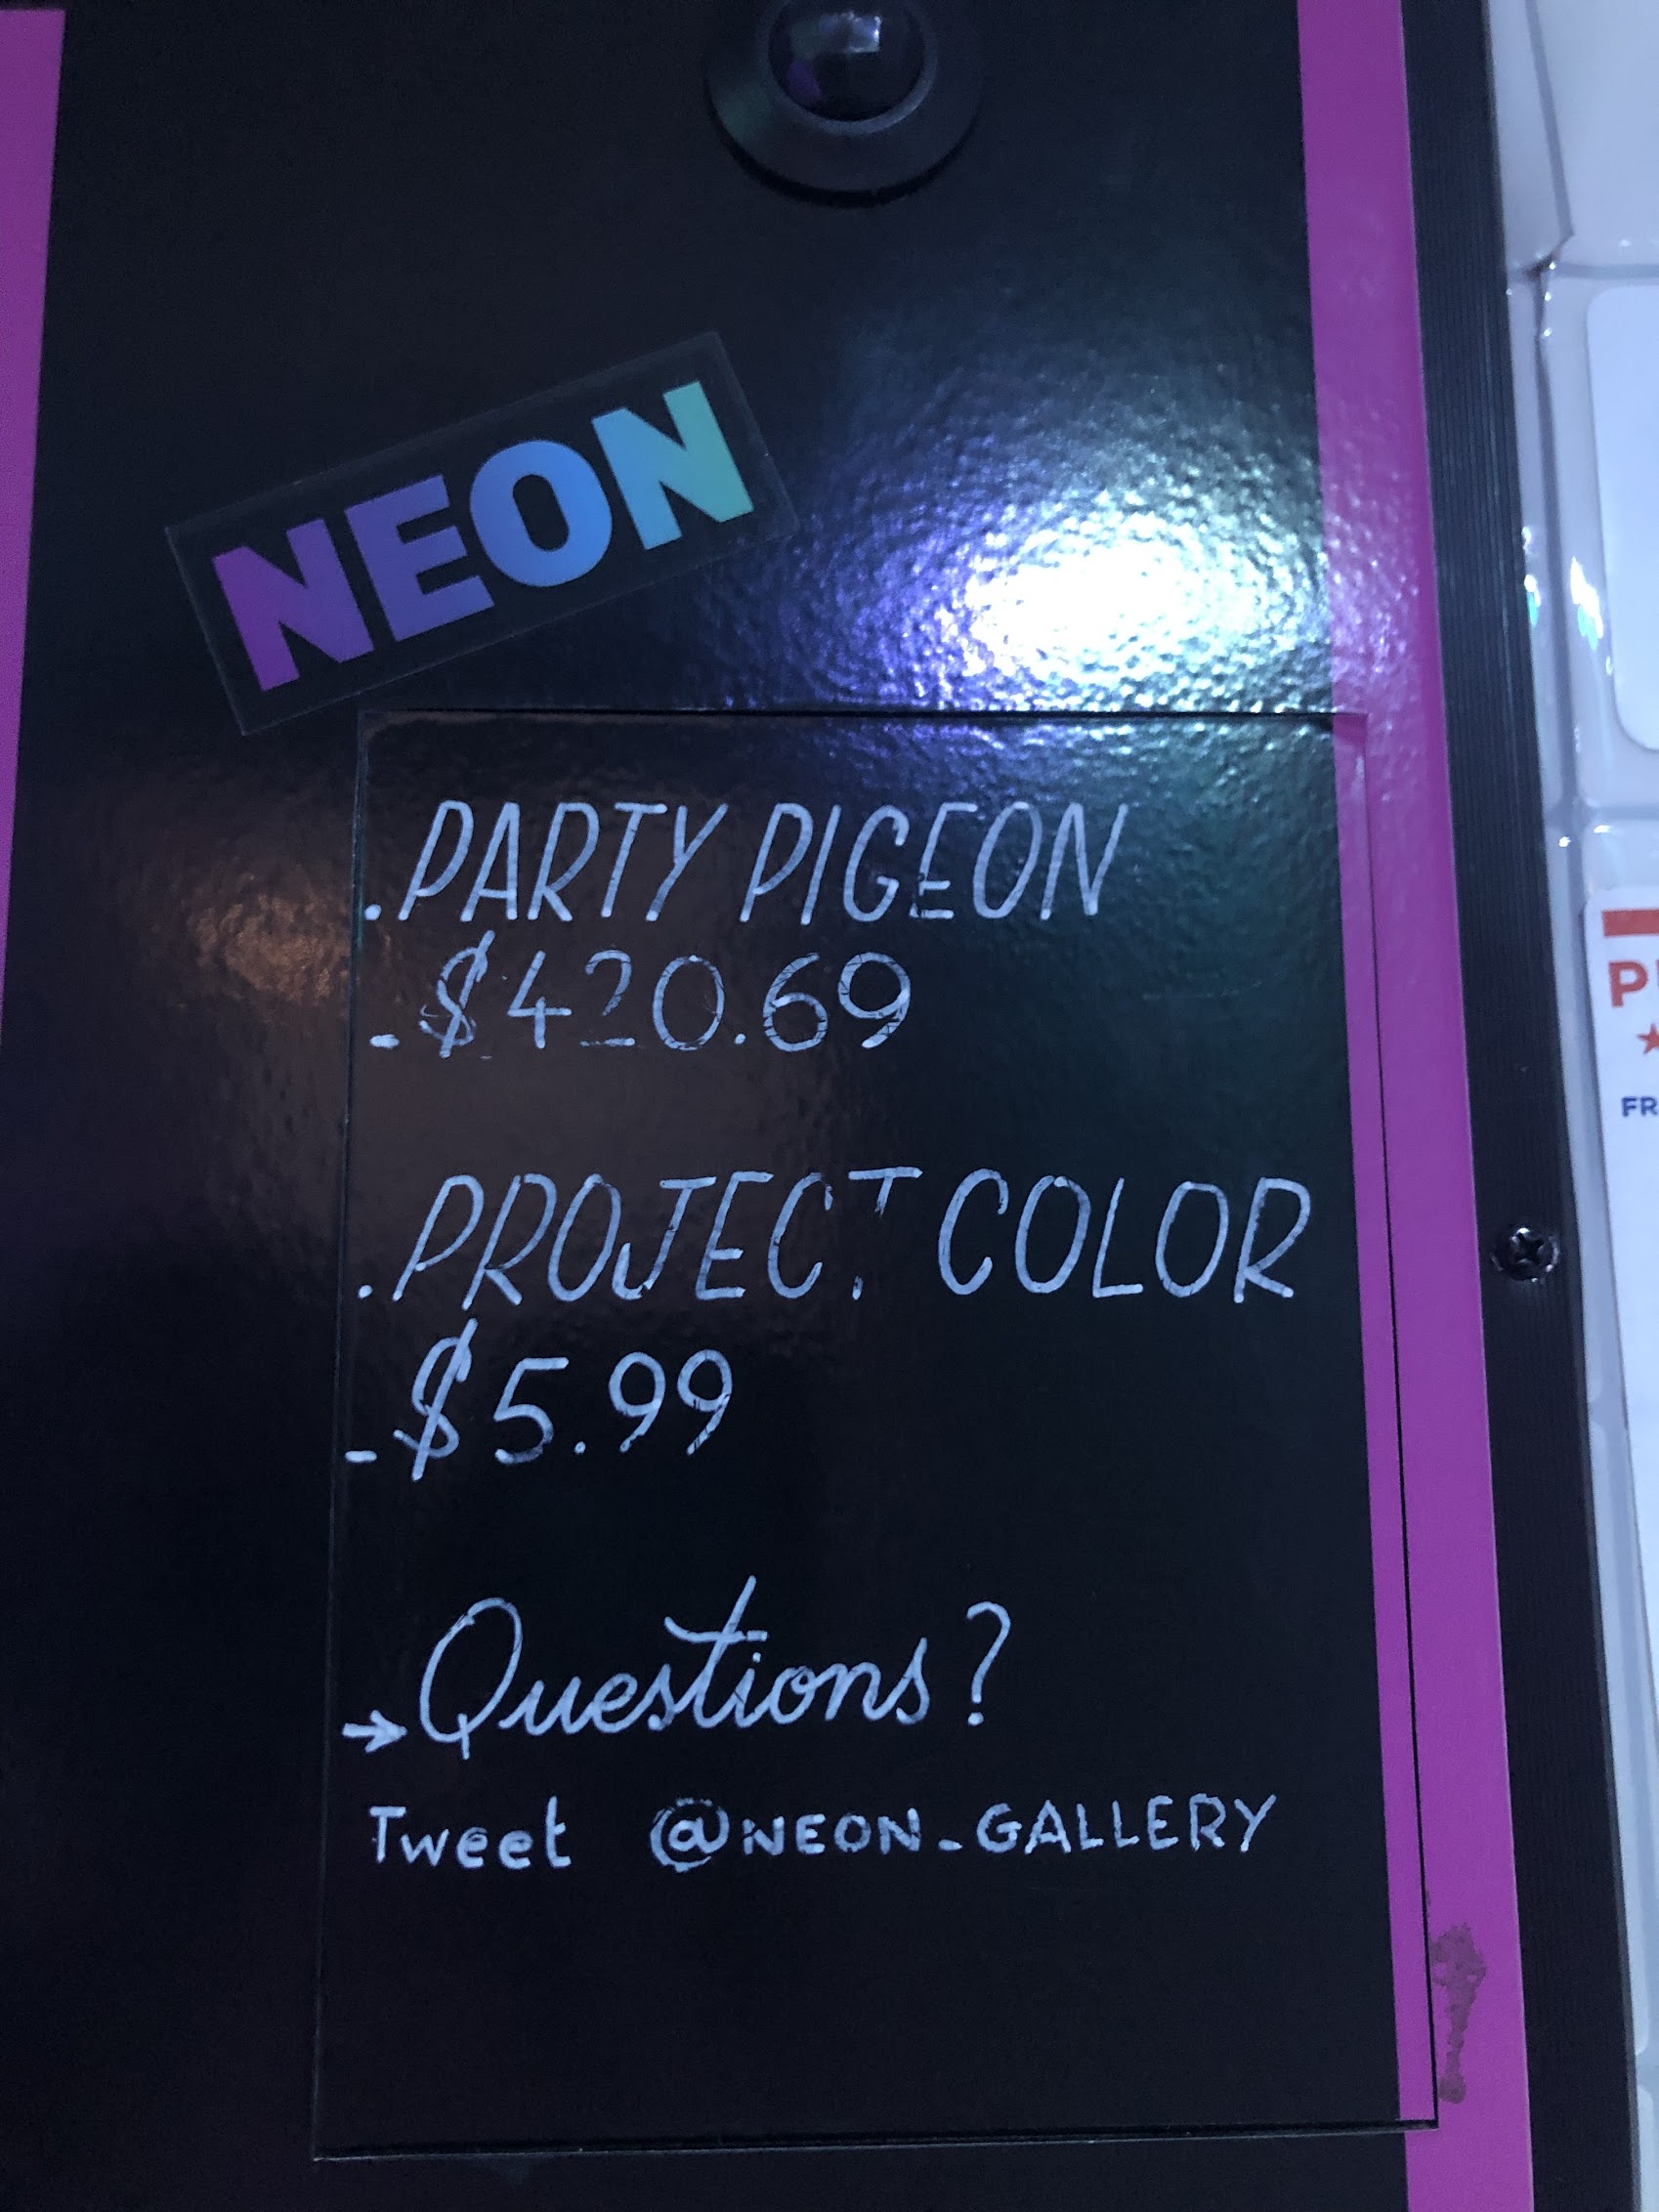 NEON
.PARTY PIGEON
-$420.69
.PROJECT COLOR
-$5.99
→Questions?
Tweet @NEON_GALLERY